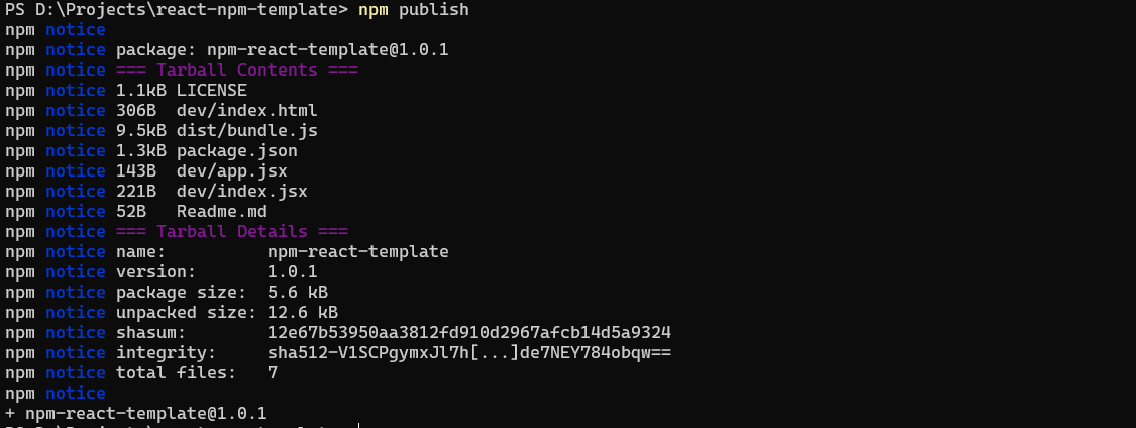 PS D:\Projects\react-npm-template> npm publish
npm notice
npm notice package: npm-react-template@1.0.1
npm notice === Tarball Contents ===
npm notice 1.1kB LICENSE
npm notice 306B  dev/index.html
npm notice 9.5kB dist/bundle.js
npm notice 1.3kB package.json
npm notice 143B  dev/app.jsx
npm notice 221B  dev/index.jsx
npm notice 52B   Readme.md
npm notice === Tarball Details ===
npm notice name:          npm-react-template
npm notice version:       1.0.1
npm notice package size:  5.6 kB
npm notice unpacked size: 12.6 kB
npm notice shasum:        12e67b53950aa3812fd910d2967afcb14d5a9324
npm notice integrity:     sha512-V1SCPgymxJl7h[...]de7NEY784obqw==
npm notice total files:   7
npm notice
+ npm-react-template@1.0.1